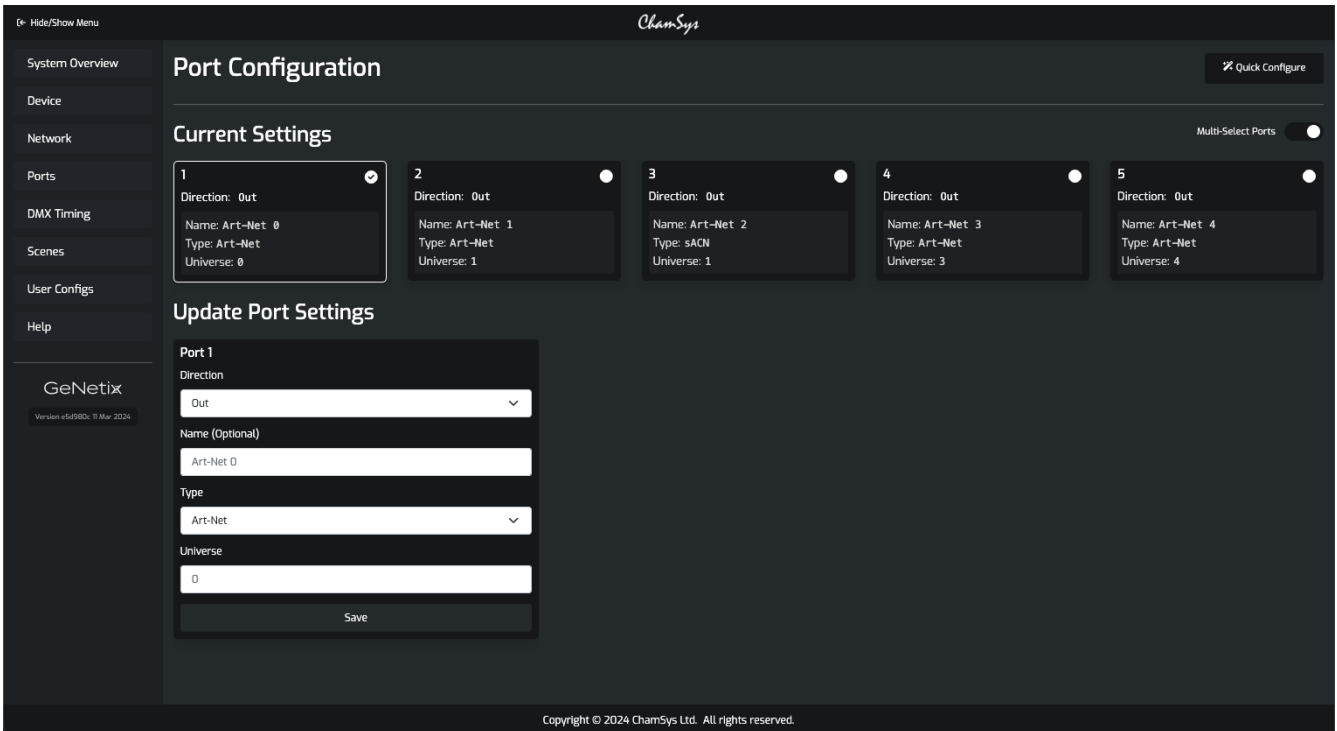 Hide/Show Menu
ChamSys
System Overview
Device
Network
Ports
DMX Timing
Scenes
User Configs
Help
GeNetix
Version e5d980c 11 Mar 2024
Port Configuration
Quick Configure
Current Settings
Multi-Select Ports
1
Direction: Out
Name: Art-Net 0
Type: Art-Net
Universe: 0
2
Direction: Out
Name: Art-Net 1
Type: Art-Net
Universe: 1
3
Direction: Out
Name: Art-Net 2
Type: sACN
Universe: 1
4
Direction: Out
Name: Art-Net 3
Type: Art-Net
Universe: 3
5
Direction: Out
Name: Art-Net 4
Type: Art-Net
Universe: 4
Update Port Settings
Port 1
Direction
Out
Name (Optional)
Art-Net 0
Type
Art-Net
Universe
0
Save
Copyright © 2024 ChamSys Ltd. All rights reserved.